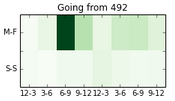 Going from 492
M-F
S-S
12-3 3-6 6-9 9-12 12-3 3-6 6-9 9-12